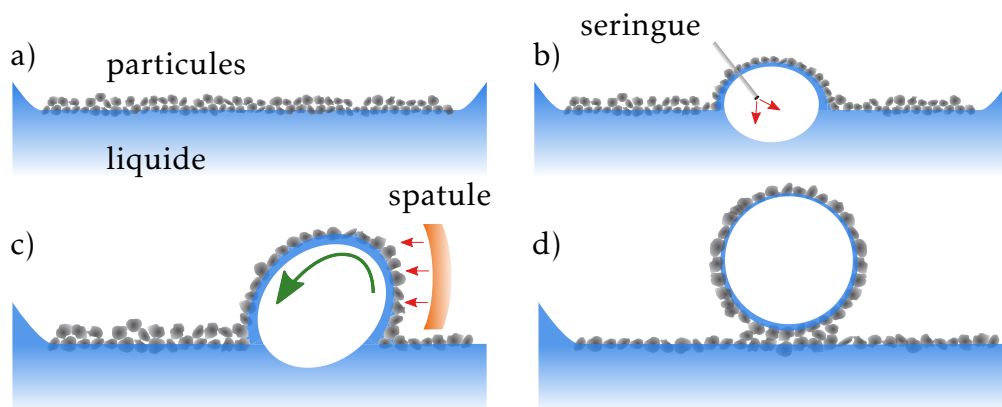 a)
particules
liquide
b)
seringue
c)
spatule
d)